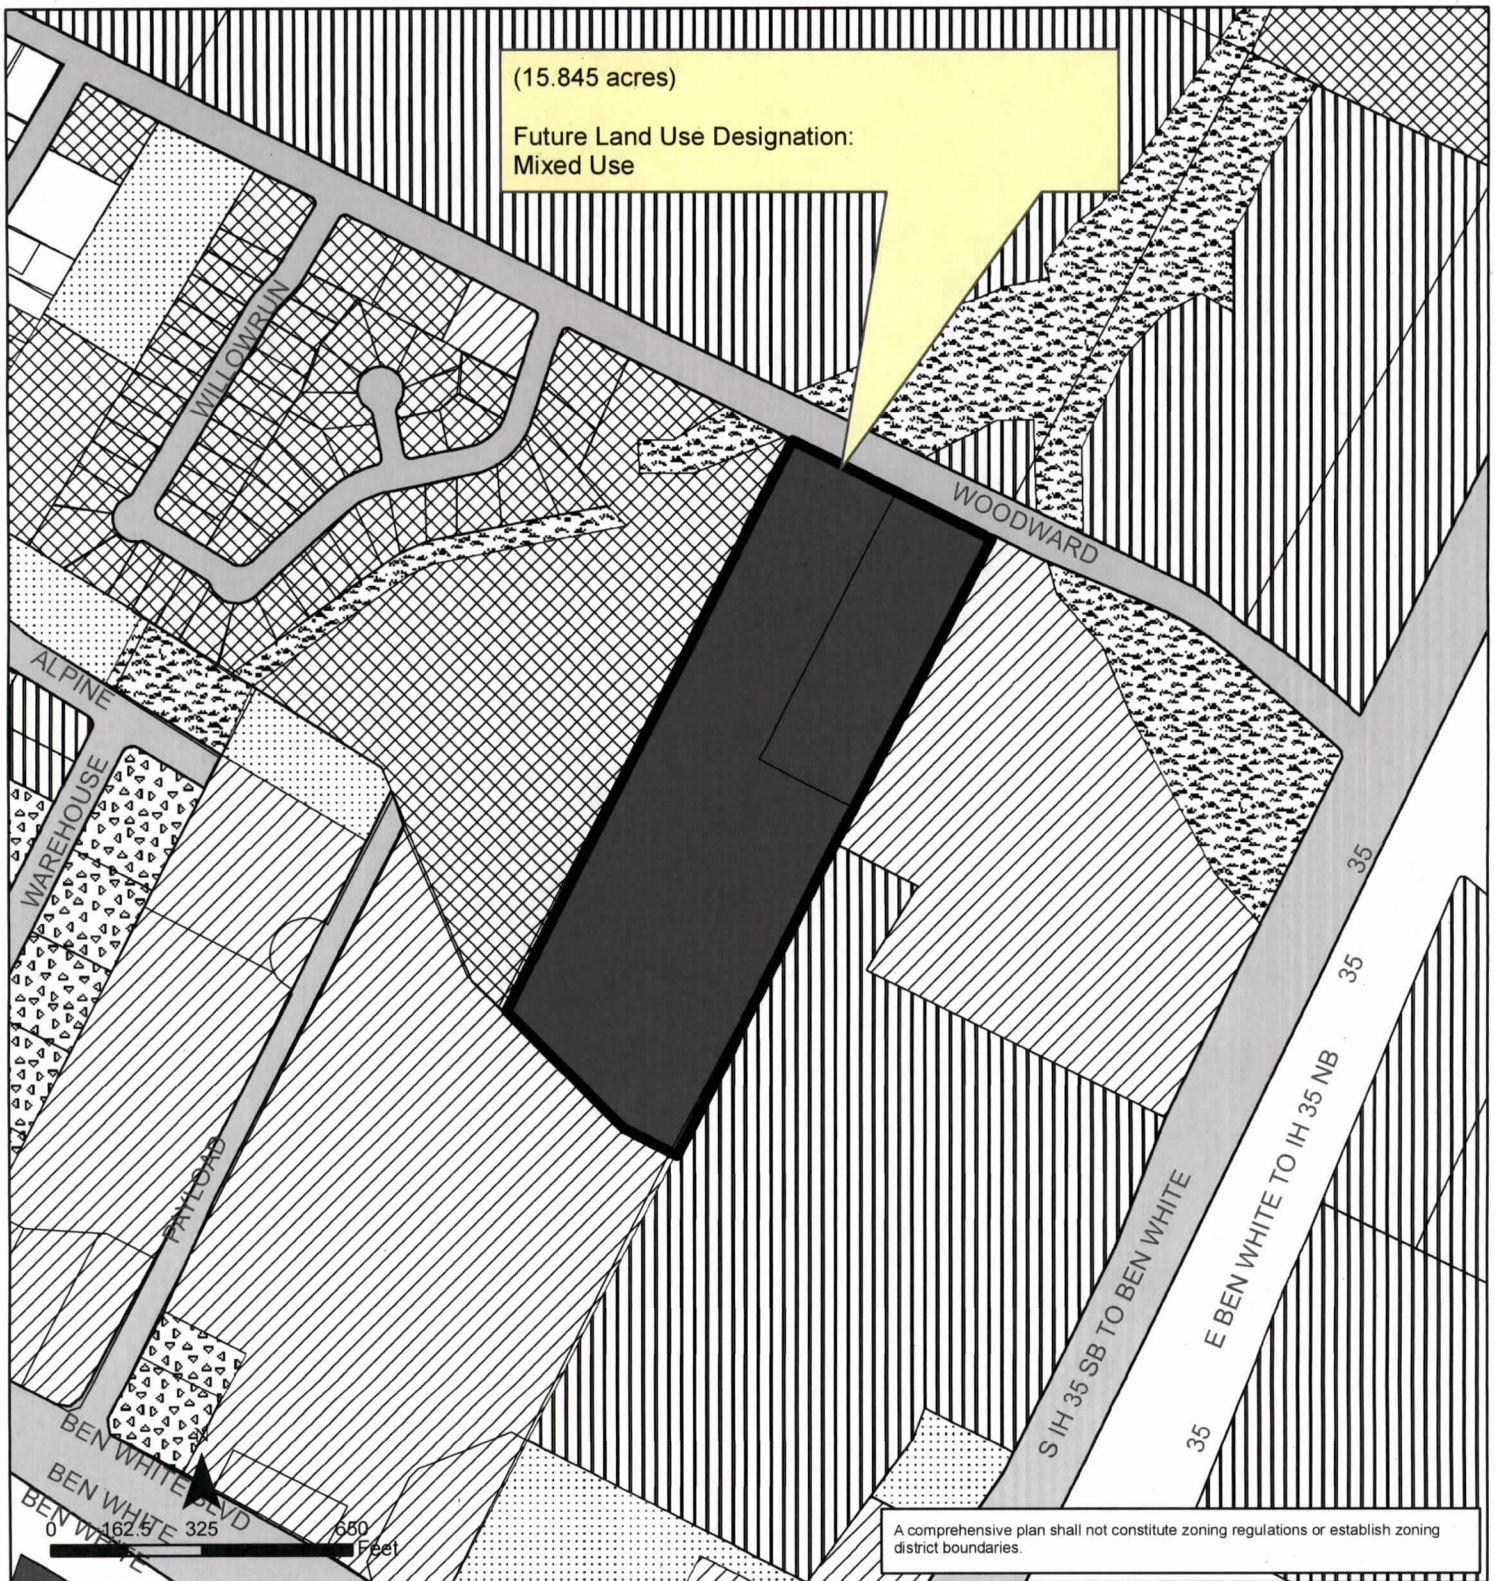 (15.845 acres)
Future Land Use Designation:
Mixed Use
WILLOWRUN
WOODWARD
ALPINE
WAREHOUSE
35
35
E BEN WHITE TO IH 35 NB
PAYLOAD
S IH 35 SB TO BEN WHITE
35
BEN WHITE BLVD
BEN WHITE
BEN WHITE
N
0 162.5 325 650
Feet
A comprehensive plan shall not constitute zoning regulations or establish zoning
district boundaries.